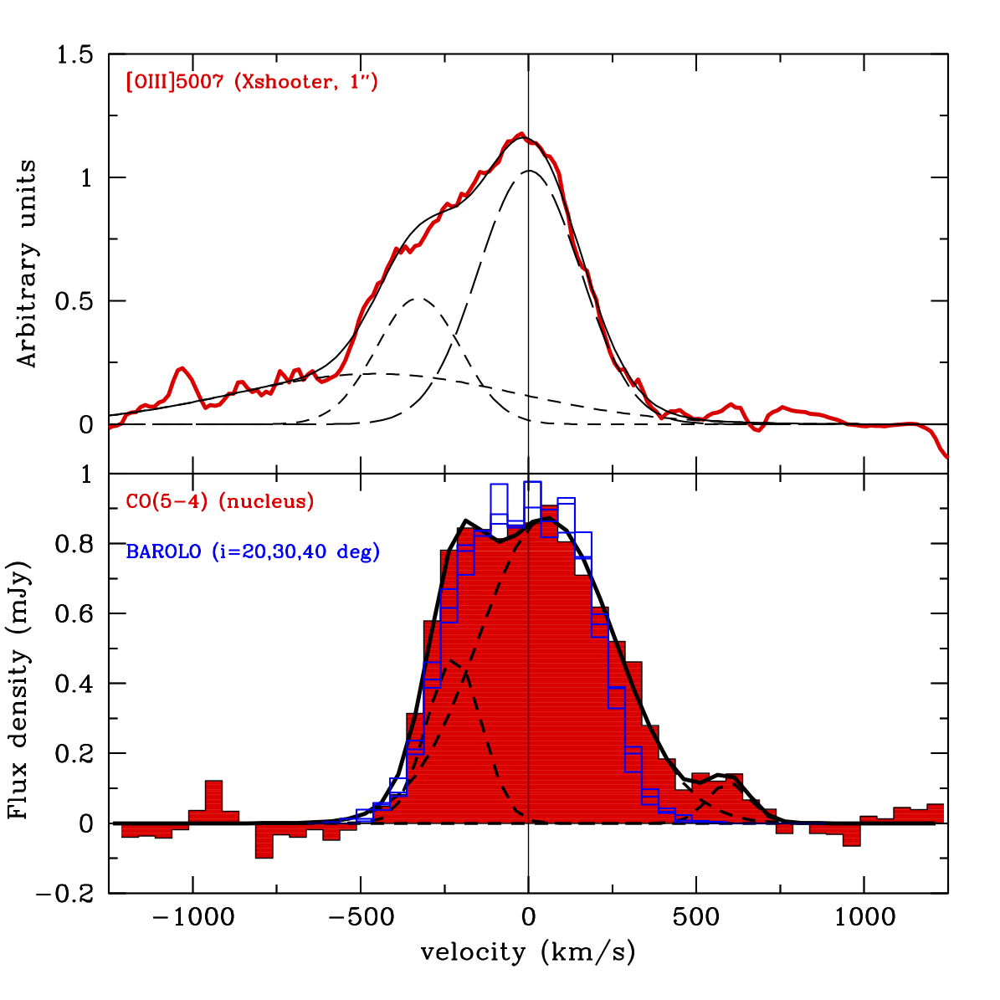 1.5
[OIII]5007 (Xshooter, 1")
1
0.5
0
Arbitrary units
1
CO(5-4) (nucleus)
BAROLO (i=20,30,40 deg)
0.8
0.6
0.4
0.2
0
-0.2
Flux density (mJy)
-1000 -500 0 500 1000
velocity (km/s)